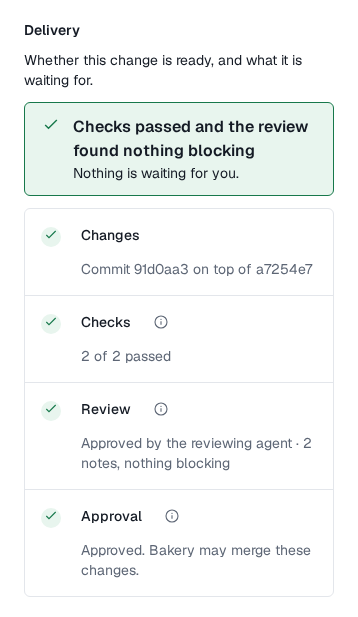 Delivery
Whether this change is ready, and what it is
waiting for.
Checks passed and the review
found nothing blocking
Nothing is waiting for you.
Changes
Commit 91d0aa3 on top of a7254e7
Checks
2 of 2 passed
Review
Approved by the reviewing agent · 2
notes, nothing blocking
Approval
Approved. Bakery may merge these
changes.